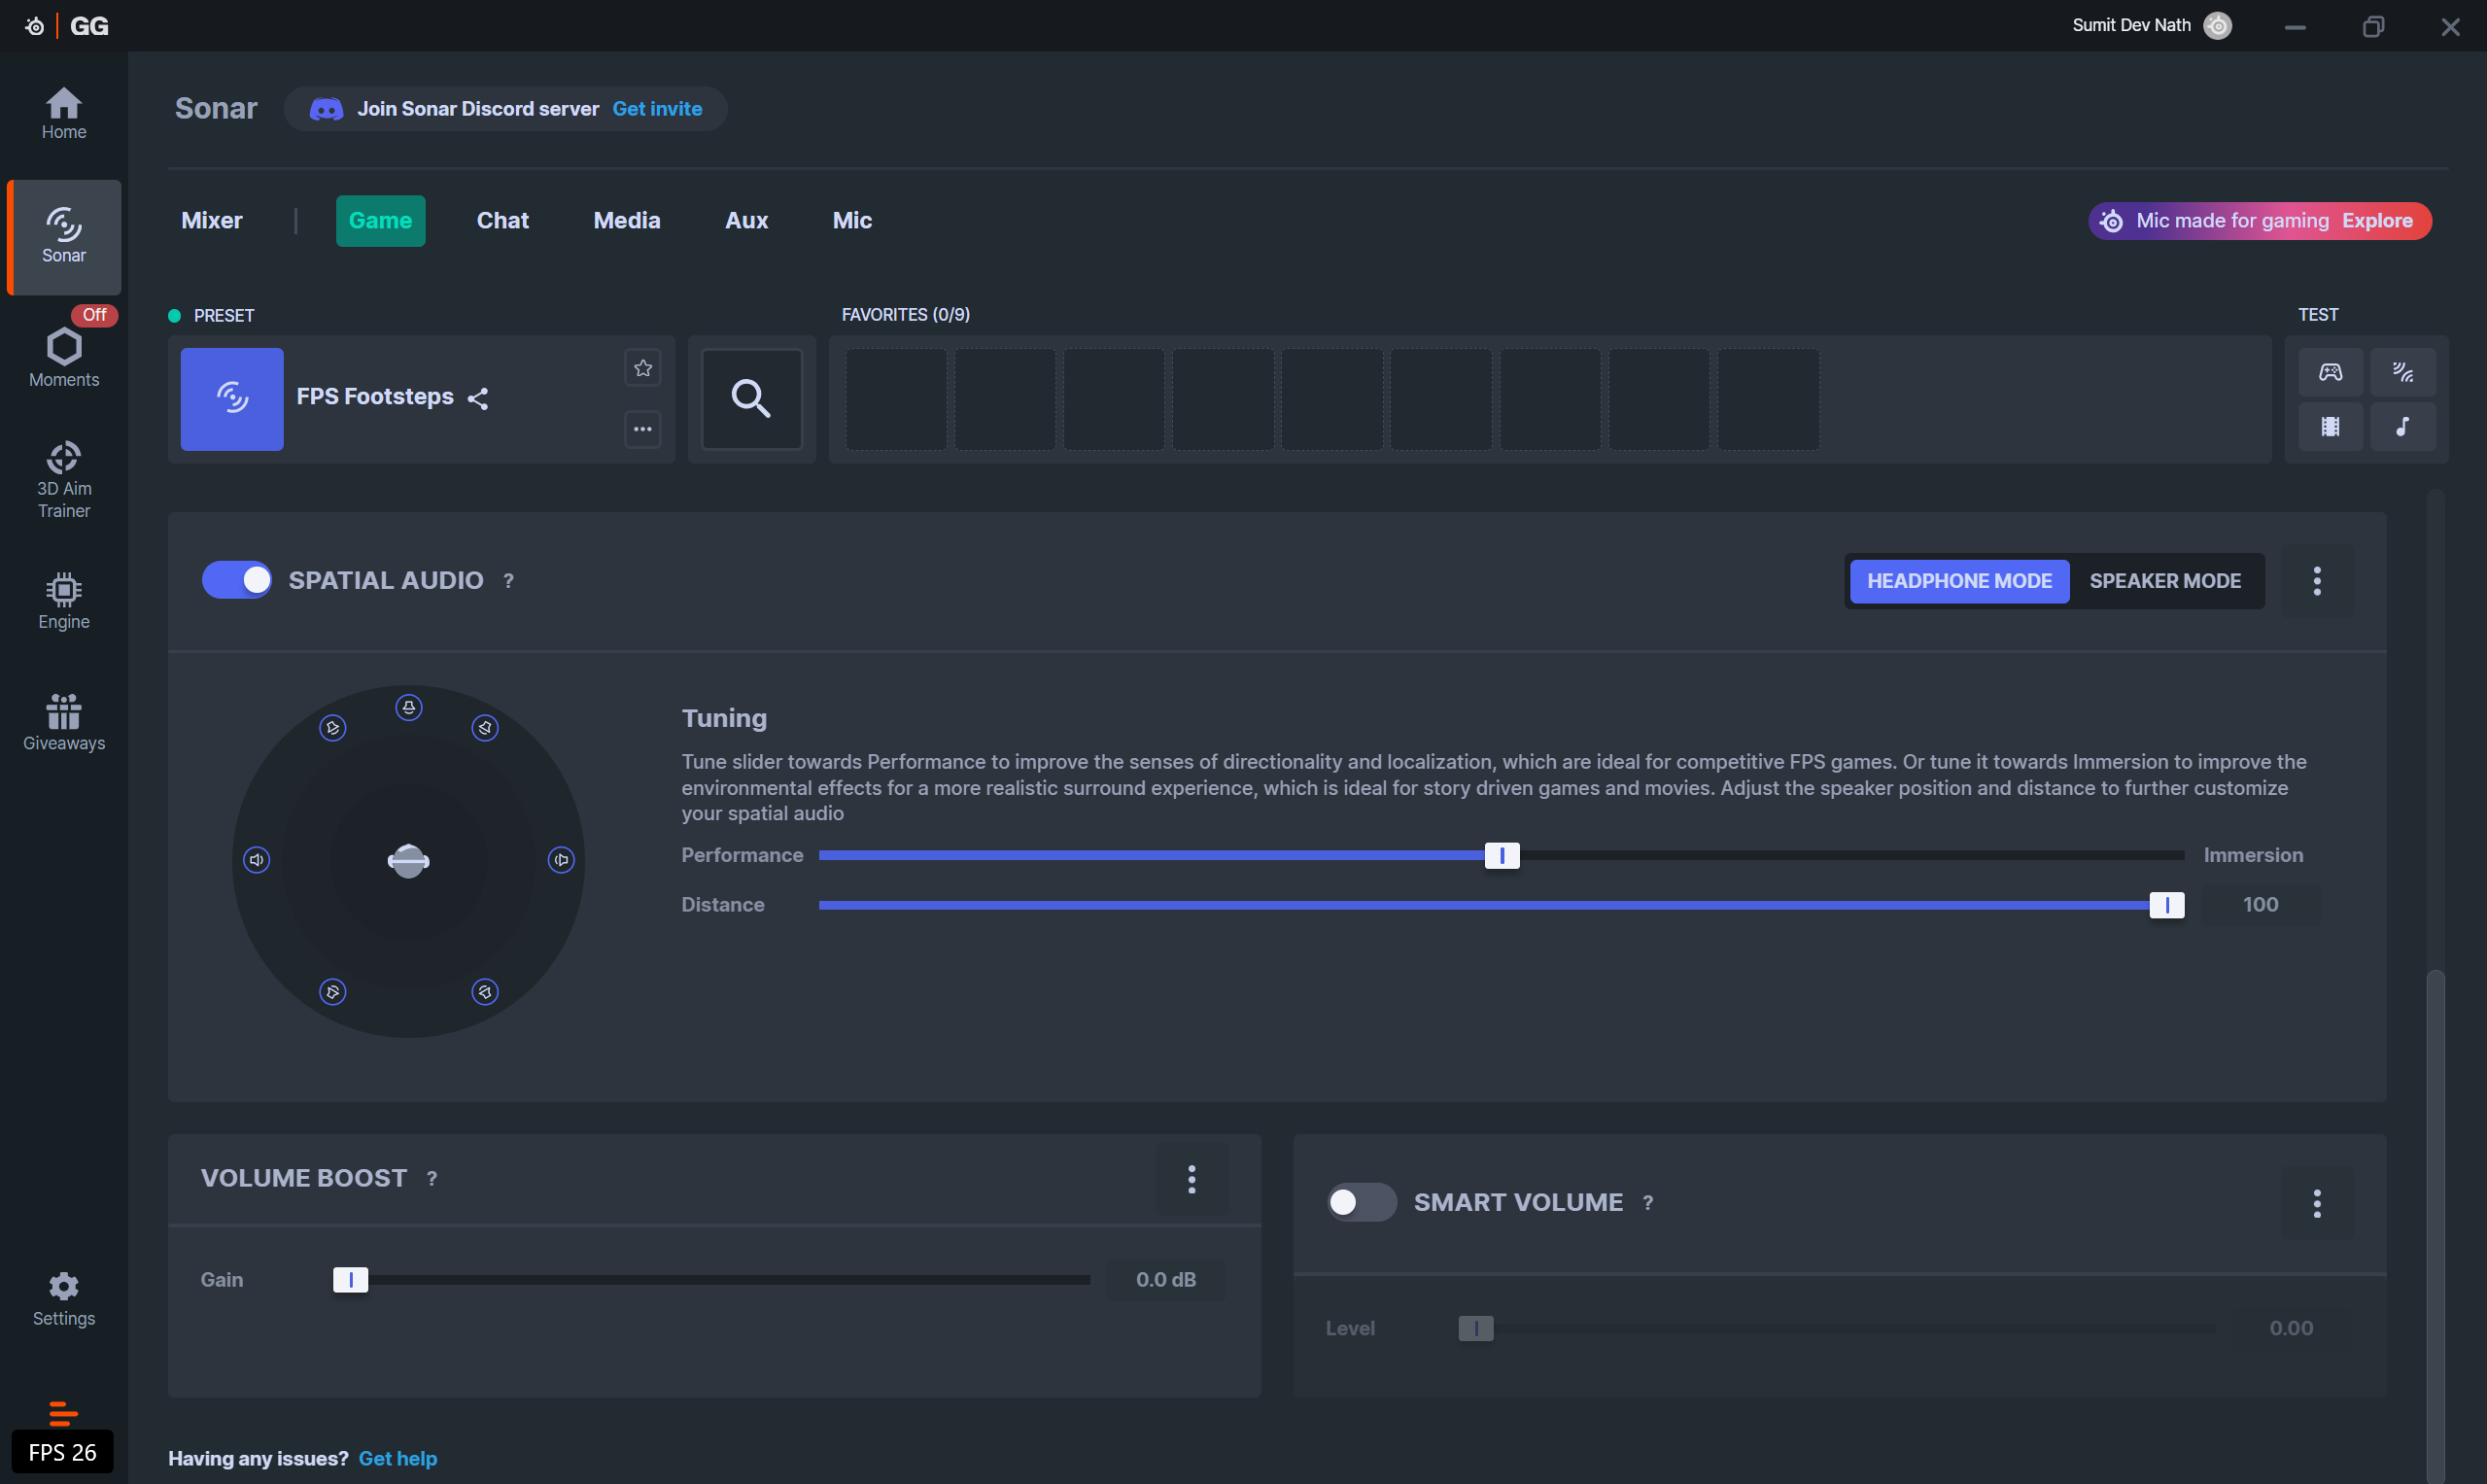 GG
Sumit Dev Nath
Home
Sonar
Off
Moments
3D Aim
Trainer
Engine
Giveaways
Settings
FPS 26
Sonar
Join Sonar Discord server Get invite
Mixer
Game
Chat
Media
Aux
Mic
Mic made for gaming Explore
PRESET
FAVORITES (0/9)
TEST
FPS Footsteps
SPATIAL AUDIO ?
HEADPHONE MODE
SPEAKER MODE
Tuning
Tune slider towards Performance to improve the senses of directionality and localization, which are ideal for competitive FPS games. Or tune it towards Immersion to improve the
environmental effects for a more realistic surround experience, which is ideal for story driven games and movies. Adjust the speaker position and distance to further customize
your spatial audio
Performance
Immersion
Distance
100
VOLUME BOOST ?
Gain
0.0 dB
SMART VOLUME ?
Level
0.00
Having any issues? Get help